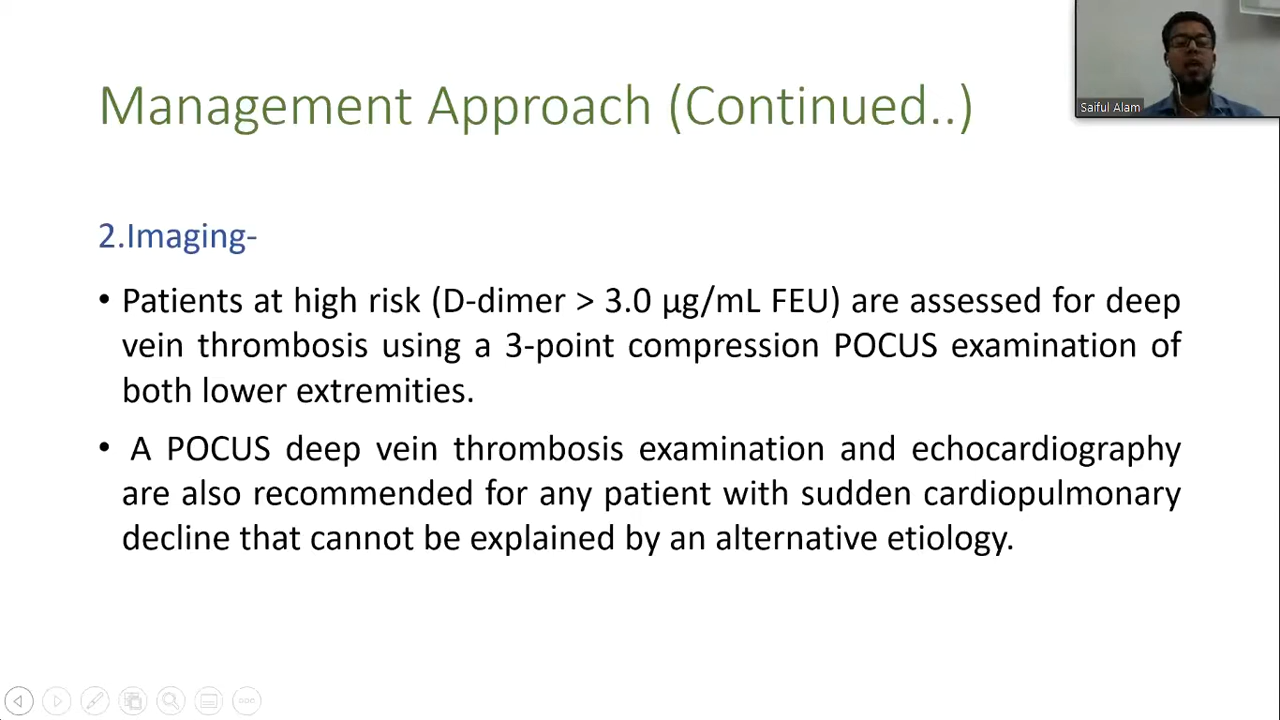 Saiful Alam
Management Approach (Continued..)
2.Imaging-
• Patients at high risk (D-dimer > 3.0 µg/mL FEU) are assessed for deep
vein thrombosis using a 3-point compression POCUS examination of
both lower extremities.
• A POCUS deep vein thrombosis examination and echocardiography
are also recommended for any patient with sudden cardiopulmonary
decline that cannot be explained by an alternative etiology.